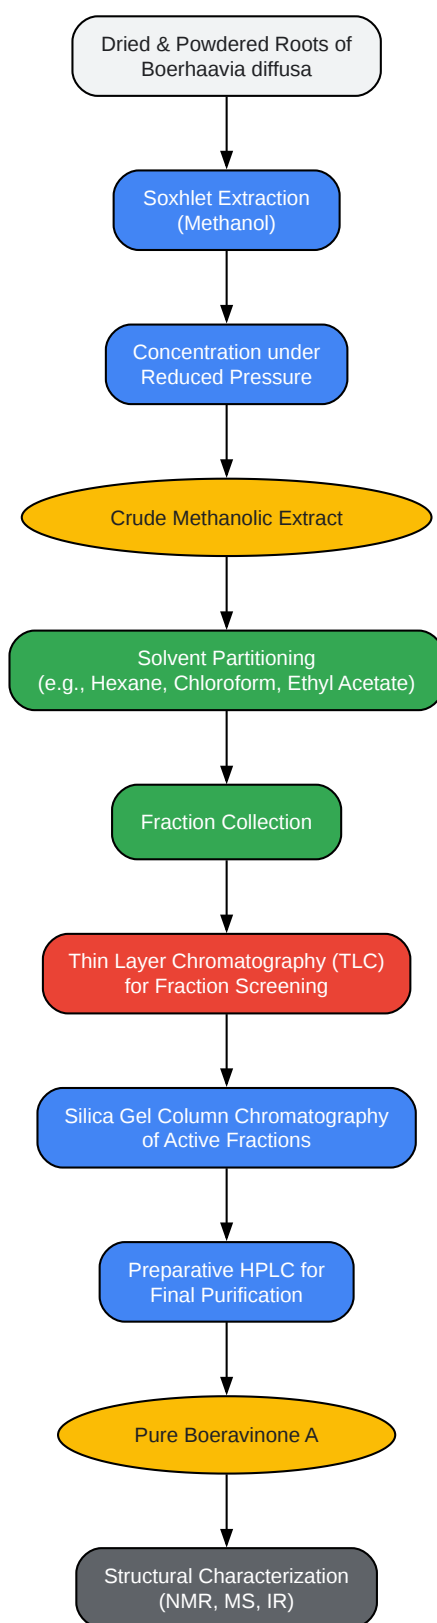 Dried & Powdered Roots of
Boerhaavia diffusa
Soxhlet Extraction
(Methanol)
Concentration under
Reduced Pressure
Crude Methanolic Extract
Solvent Partitioning
(e.g., Hexane, Chloroform, Ethyl Acetate)
Fraction Collection
Thin Layer Chromatography (TLC)
for Fraction Screening
Silica Gel Column Chromatography
of Active Fractions
Preparative HPLC for
Final Purification
Pure Boeravinone A
Structural Characterization
(NMR, MS, IR)